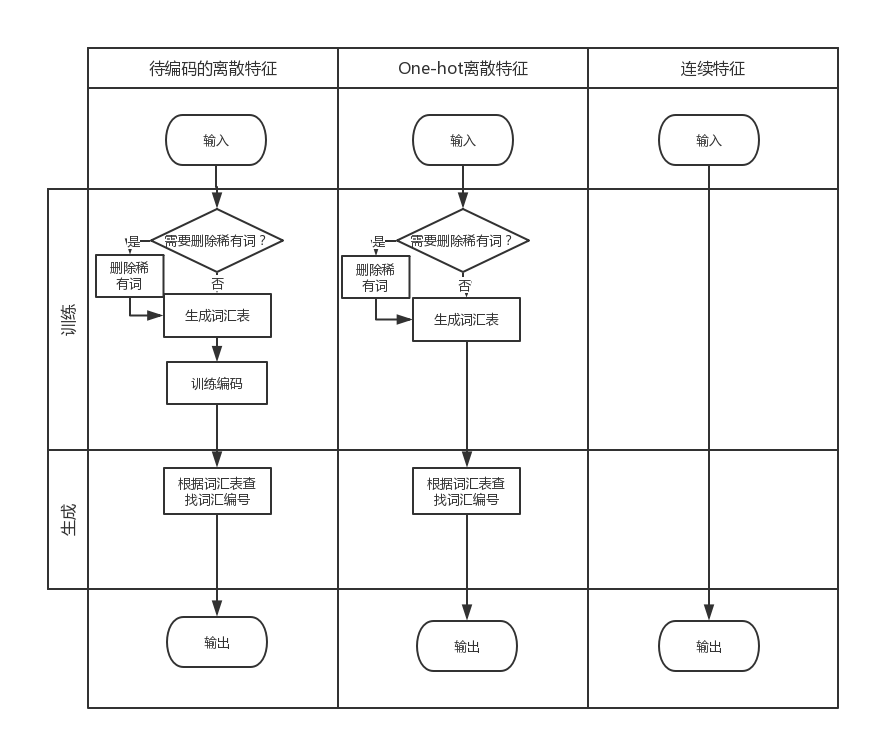 待编码的离散特征
One-hot离散特征
连续特征
输入
输入
输入
训练
需要删除稀有词？
是
删除稀
有词
否
生成词汇表
训练编码
需要删除稀有词？
是
删除稀
有词
否
生成词汇表
生成
根据词汇表查
找词汇编号
根据词汇表查
找词汇编号
输出
输出
输出